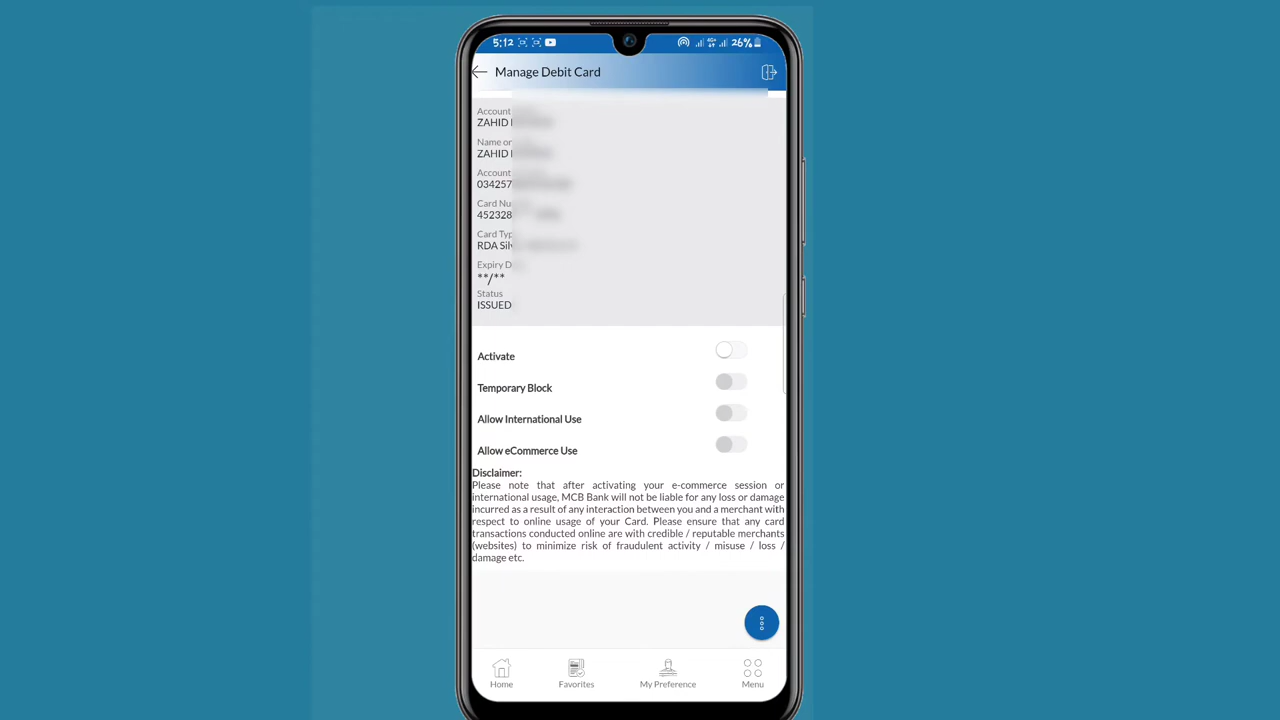 5:12 4G+ 26%
Manage Debit Card
Account
ZAHID
Name on
ZAHID
Account
034257
Card Nu
452328
Card Typ
RDA Sil
Expiry D
**/**
Status
ISSUED
Activate
Temporary Block
Allow International Use
Allow eCommerce Use
Disclaimer:
Please note that after activating your e-commerce session or
international usage, MCB Bank will not be liable for any loss or damage
incurred as a result of any interaction between you and a merchant with
respect to online usage of your Card. Please ensure that any card
transactions conducted online are with credible / reputable merchants
(websites) to minimize risk of fraudulent activity / misuse / loss /
damage etc.
Home Favorites My Preference Menu